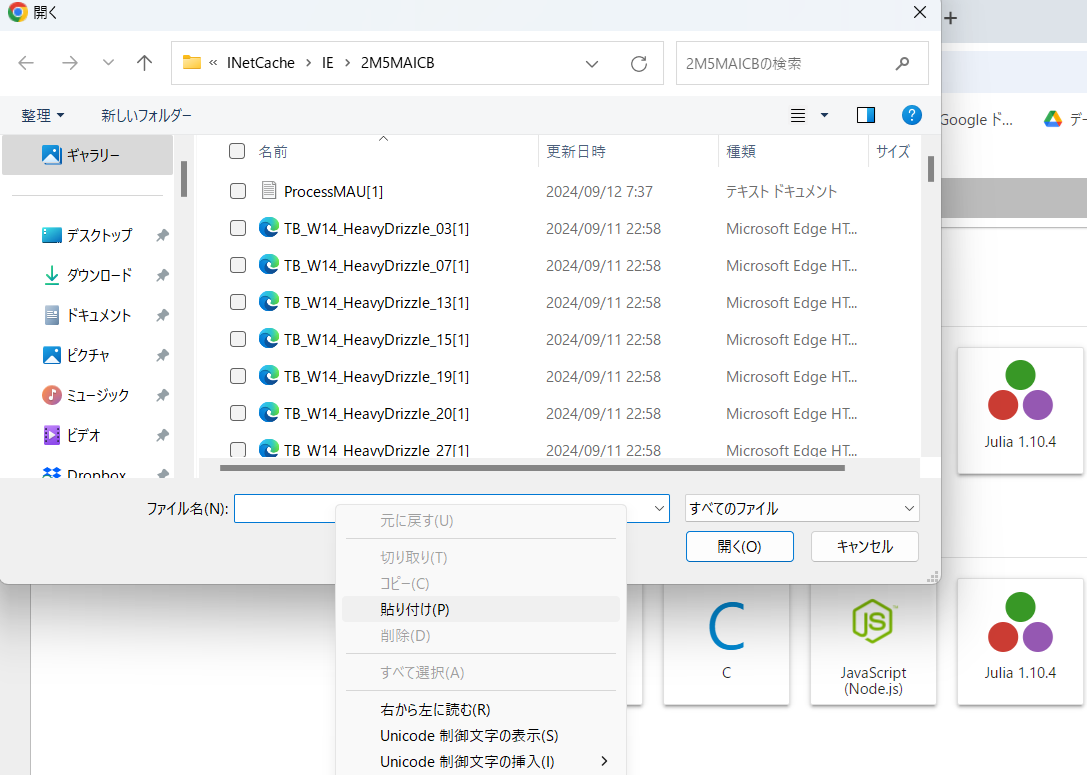 開く
« INetCache › IE › 2M5MAICB
2M5MAICBの検索
整理
新しいフォルダー
Google ド...
デー
ギャラリー
デスクトップ
ダウンロード
ドキュメント
ピクチャ
ミュージック
ビデオ
Dropbox
名前 更新日時 種類 サイズ
ProcessMAU[1] 2024/09/12 7:37 テキスト ドキュメント
TB_W14_HeavyDrizzle_03[1] 2024/09/11 22:58 Microsoft Edge HT...
TB_W14_HeavyDrizzle_07[1] 2024/09/11 22:58 Microsoft Edge HT...
TB_W14_HeavyDrizzle_13[1] 2024/09/11 22:58 Microsoft Edge HT...
TB_W14_HeavyDrizzle_15[1] 2024/09/11 22:58 Microsoft Edge HT...
TB_W14_HeavyDrizzle_19[1] 2024/09/11 22:58 Microsoft Edge HT...
TB_W14_HeavyDrizzle_20[1] 2024/09/11 22:58 Microsoft Edge HT...
TB_W14_HeavyDrizzle_27[1] 2024/09/11 22:58 Microsoft Edge HT...
ファイル名(N):
すべてのファイル
開く(O)
キャンセル
元に戻す(U)
切り取り(T)
コピー(C)
貼り付け(P)
削除(D)
すべて選択(A)
右から左に読む(R)
Unicode 制御文字の表示(S)
Unicode 制御文字の挿入(I)
Julia 1.10.4
C
JS
JavaScript
(Node.js)
Julia 1.10.4